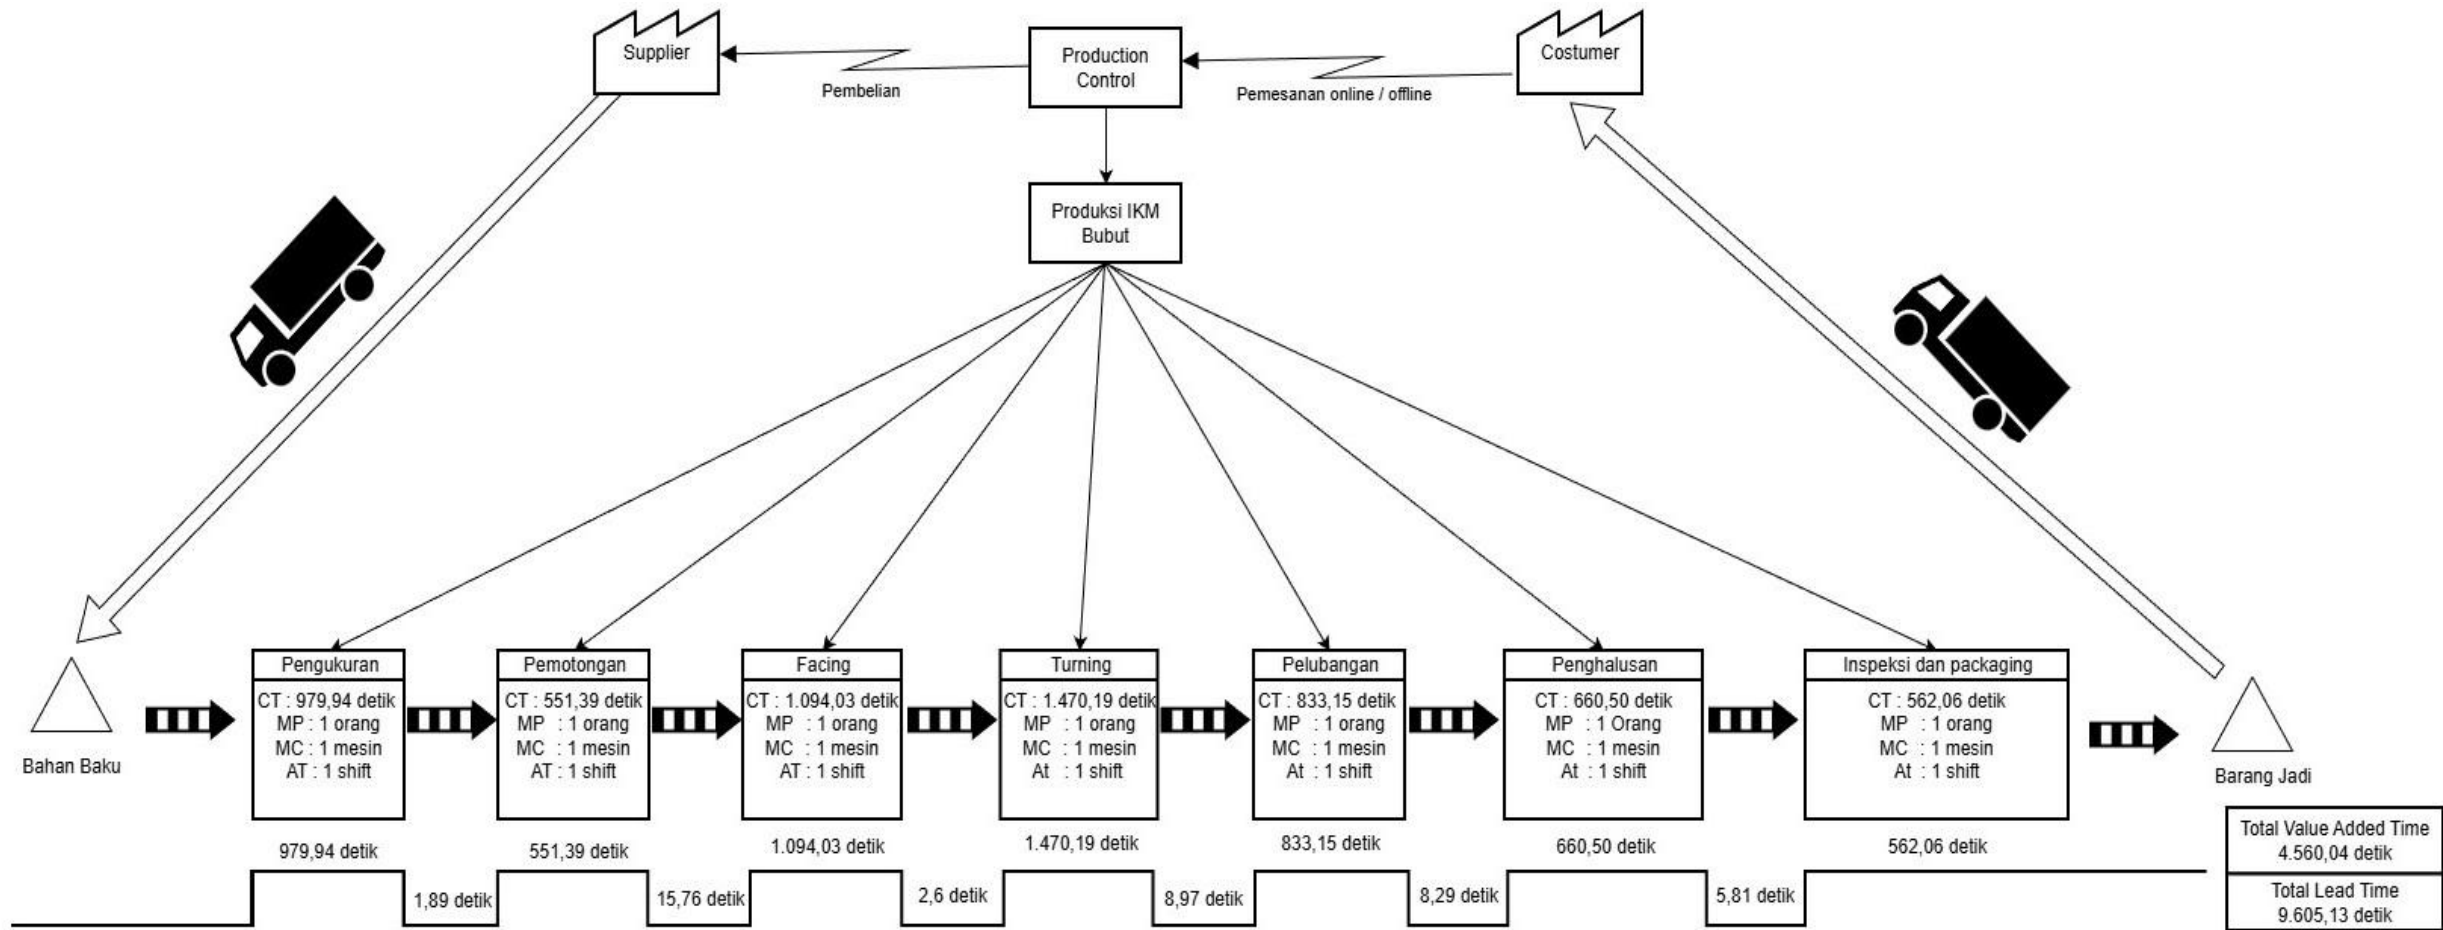 Supplier
Pembelian
Production
Control
Pemesanan online / offline
Costumer
Produksi IKM
Bubut
Bahan Baku
Pengukuran
CT : 979,94 detik
MP : 1 orang
MC : 1 mesin
AT : 1 shift
Pemotongan
CT : 551,39 detik
MP : 1 orang
MC : 1 mesin
AT : 1 shift
Facing
CT : 1.094,03 detik
MP : 1 orang
MC : 1 mesin
AT : 1 shift
Turning
CT : 1.470,19 detik
MP : 1 orang
MC : 1 mesin
At : 1 shift
Pelubangan
CT : 833,15 detik
MP : 1 orang
MC : 1 mesin
At : 1 shift
Penghalusan
CT : 660,50 detik
MP : 1 Orang
MC : 1 mesin
At : 1 shift
Inspeksi dan packaging
CT : 562,06 detik
MP : 1 orang
MC : 1 mesin
At : 1 shift
Barang Jadi
979,94 detik
551,39 detik
1.094,03 detik
1.470,19 detik
833,15 detik
660,50 detik
562,06 detik
1,89 detik
15,76 detik
2,6 detik
8,97 detik
8,29 detik
5,81 detik
Total Value Added Time
4.560,04 detik
Total Lead Time
9.605,13 detik